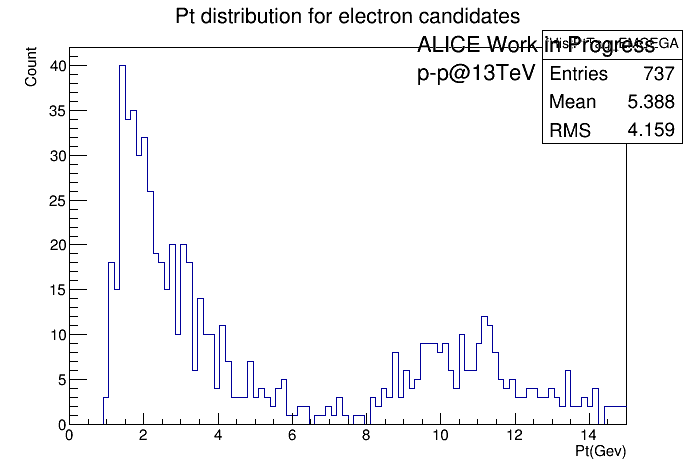 Pt distribution for electron candidates
ALICE Work in Progress
p-p@13TeV
Entries 737
Mean 5.388
RMS 4.159
Count
40
35
30
25
20
15
10
5
0
0 2 4 6 8 10 12 14
Pt(Gev)